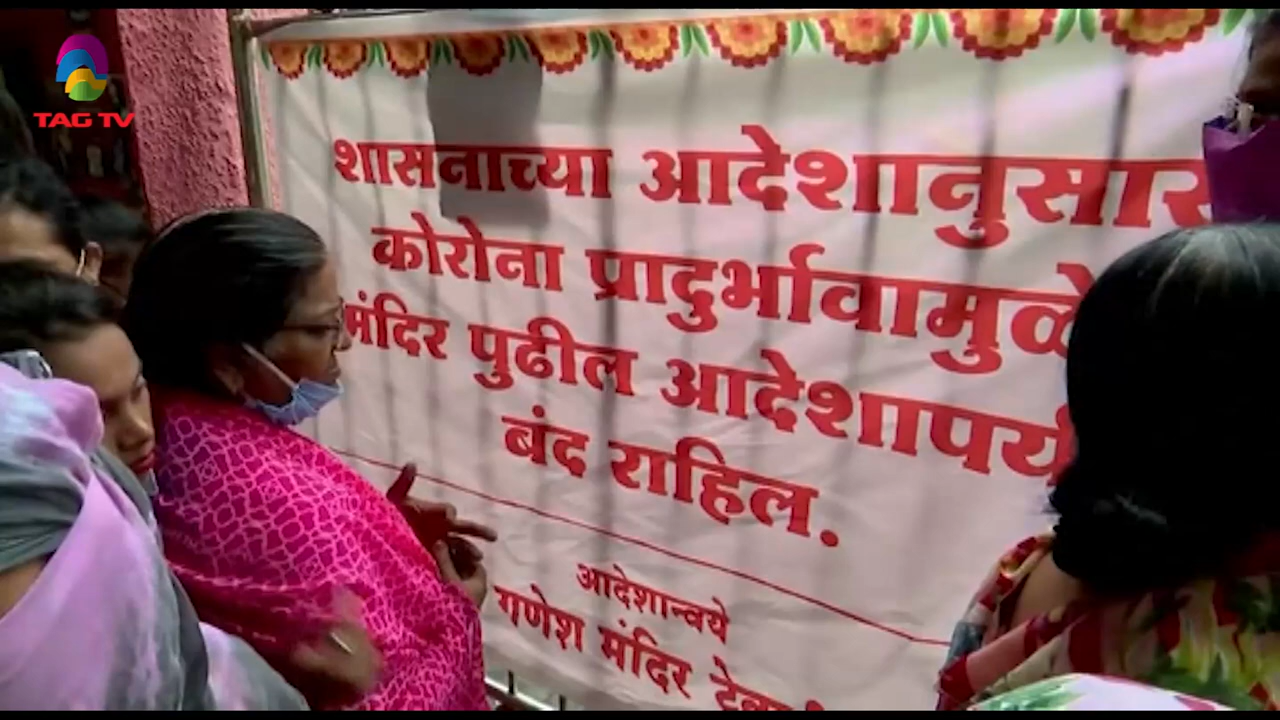 TAG TV
शासनाच्या आदेशानुसार
कोरोना प्रादुर्भावामुळे
मंदिर पुढील आदेशापर्यं
बंद राहिल.
आदेशान्वये
गणेश मंदिर